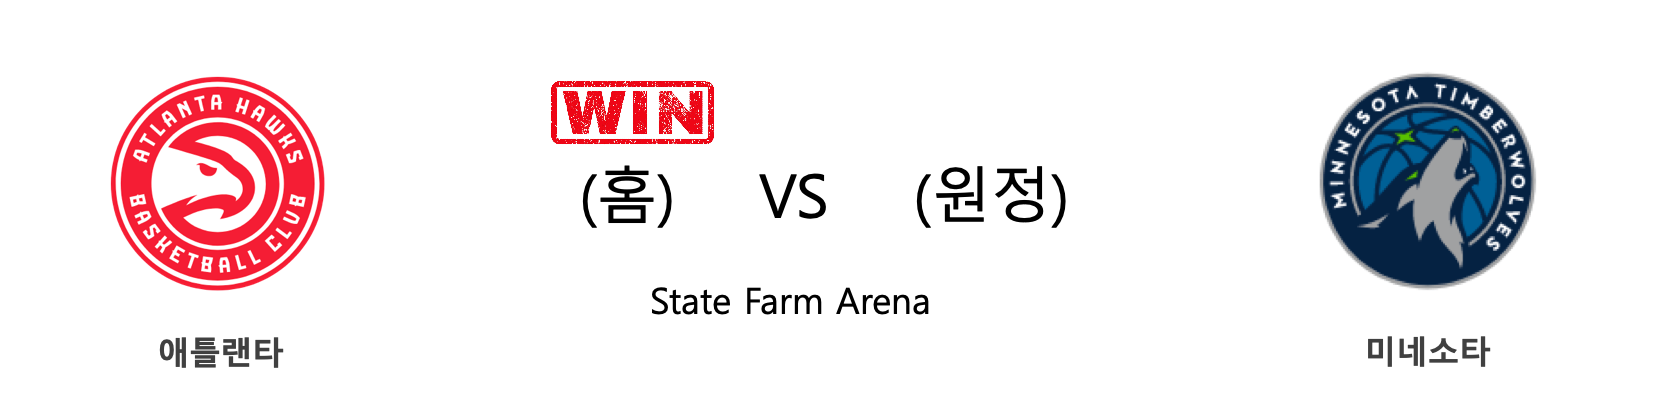 ATLANTA HAWKS
BASKETBALL CLUB
애틀랜타
WIN
(홈) VS (원정)
State Farm Arena
MINNESOTA TIMBERWOLVES
미네소타